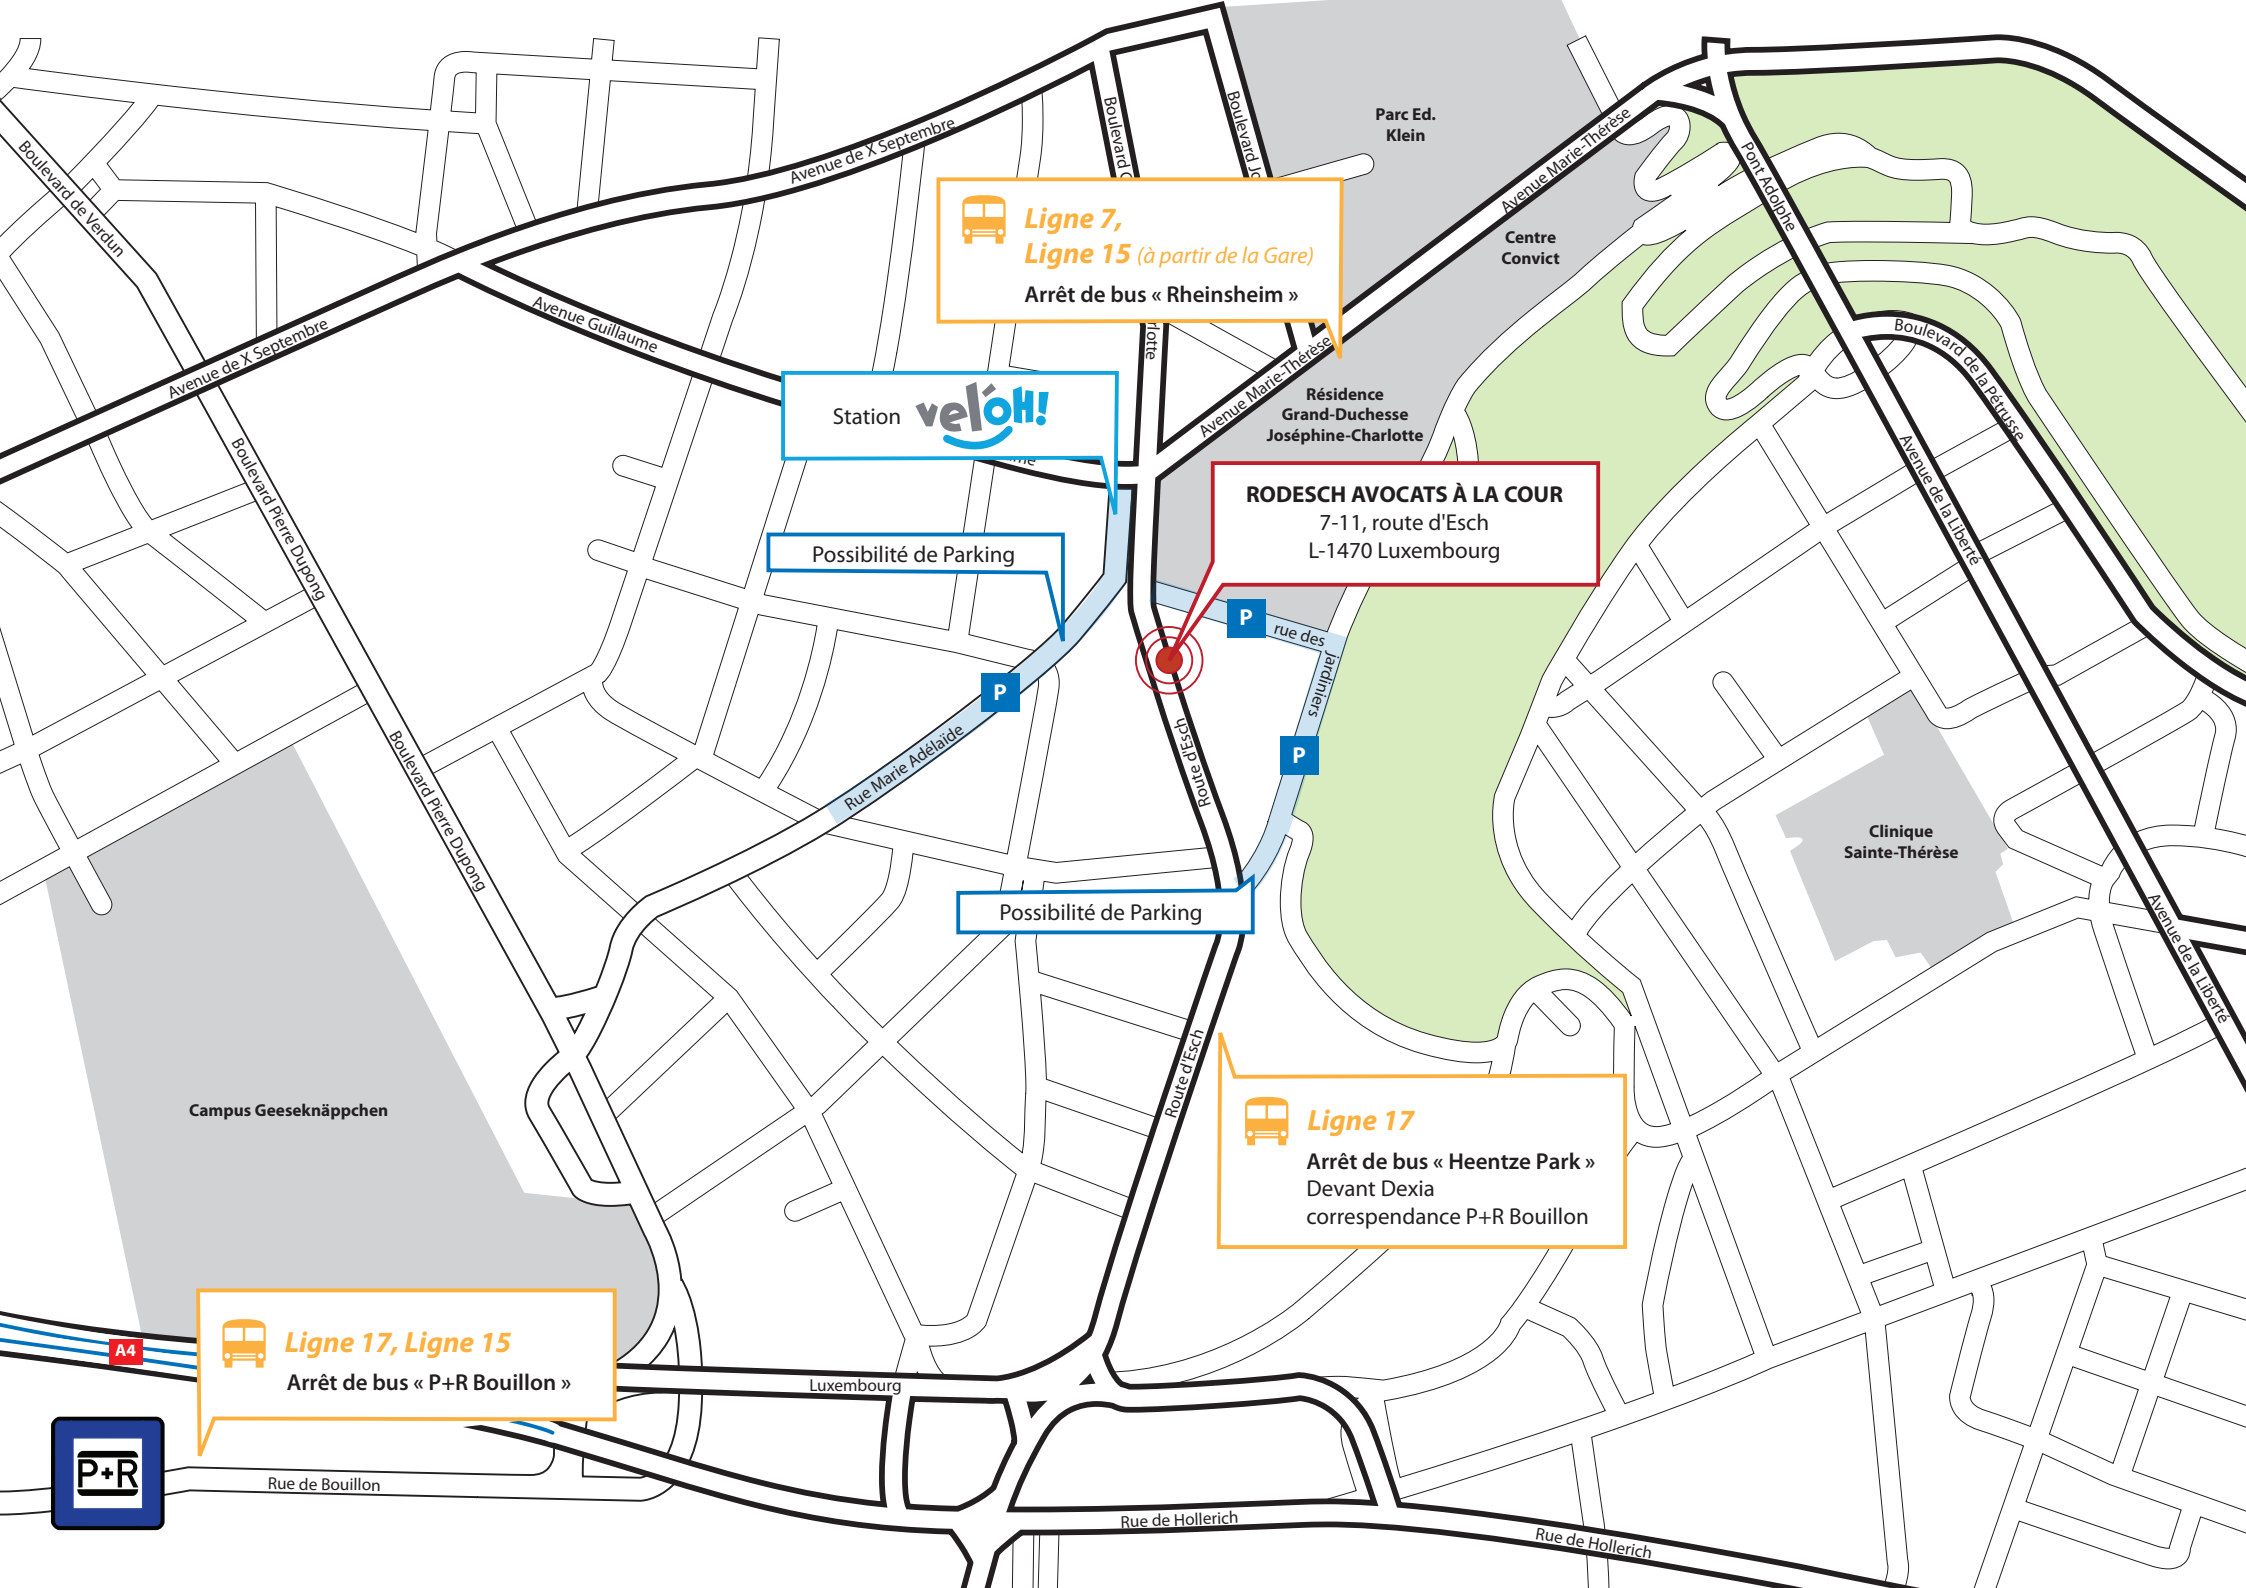 Parc Ed.
Klein
Boulevard de Verdun
Avenue de X Septembre
Boulevard
Boulevard
Avenue Marie-Thérèse
Pont Adolphe
Ligne 7,
Ligne 15 (à partir de la Gare)
Arrêt de bus « Rheinsheim »
Centre
Convict
Avenue Guillaume
Avenue de X Septembre
Boulevard de la Pétrusse
Avenue Marie-Thérèse
Résidence
Grand-Duchesse
Joséphine-Charlotte
Station vel'OH!
Boulevard Pierre Dupong
Avenue de la Liberté
RODESCH AVOCATS À LA COUR
7-11, route d'Esch
L-1470 Luxembourg
Possibilité de Parking
P
rue des
Jardiniers
P
P
Rue Marie Adélaïde
Route d'Esch
Boulevard Pierre Dupong
Clinique
Sainte-Thérèse
Possibilité de Parking
Avenue de la Liberté
Route d'Esch
Campus Geeseknäppchen
Ligne 17
Arrêt de bus « Heentze Park »
Devant Dexia
correspendance P+R Bouillon
A4
Ligne 17, Ligne 15
Arrêt de bus « P+R Bouillon »
Luxembourg
P+R
Rue de Bouillon
Rue de Hollerich
Rue de Hollerich